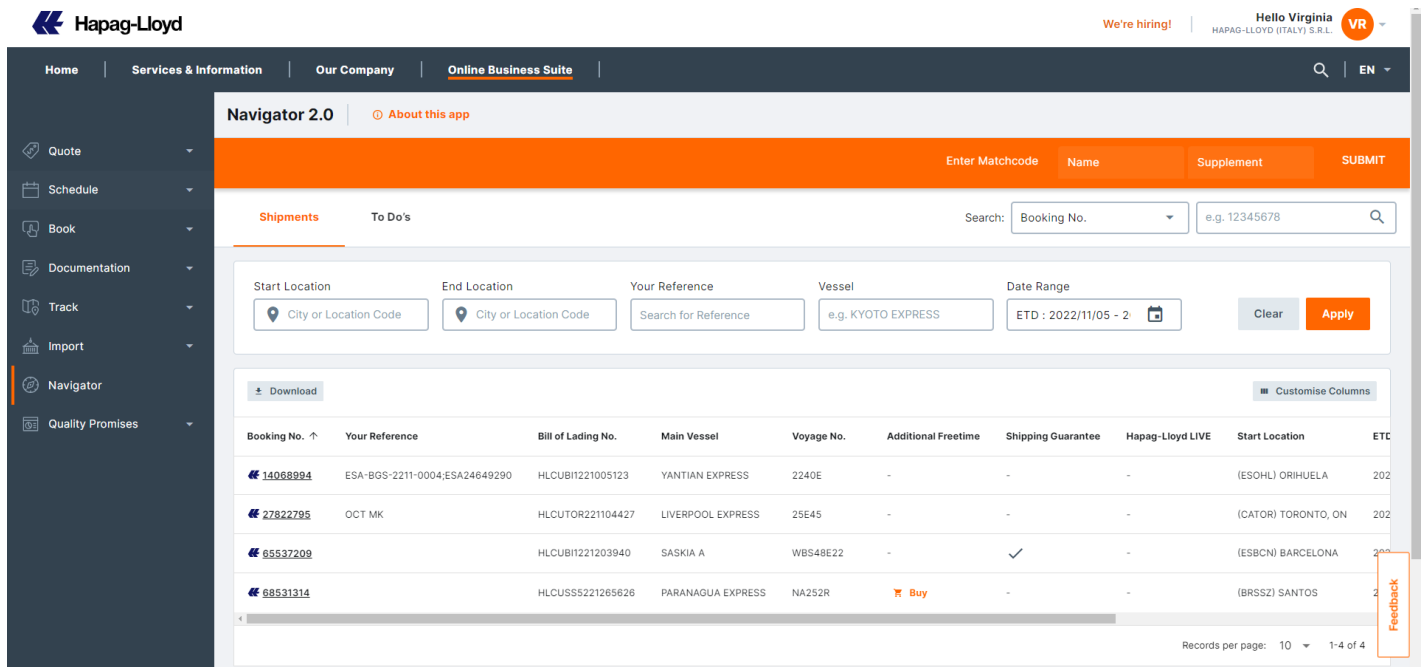 Hapag-Lloyd
We're hiring!
Hello Virginia
HAPAG-LLOYD (ITALY) S.R.L.
VR
Home
Services & Information
Our Company
Online Business Suite
EN
Navigator 2.0
About this app
Quote
Schedule
Book
Documentation
Track
Import
Navigator
Quality Promises
Enter Matchcode
Name
Supplement
SUBMIT
Shipments
To Do's
Search:
Booking No.
e.g. 12345678
Start Location
End Location
Your Reference
Vessel
Date Range
City or Location Code
City or Location Code
Search for Reference
e.g. KYOTO EXPRESS
ETD : 2022/11/05 - 2
Clear
Apply
Download
Customise Columns
Booking No. Your Reference Bill of Lading No. Main Vessel Voyage No. Additional Freetime Shipping Guarantee Hapag-Lloyd LIVE Start Location ETD
14068994 ESA-BGS-2211-0004;ESA24649290 HLCUBI1221005123 YANTIAN EXPRESS 2240E - - - (ESOHL) ORIHUELA 202
27822795 OCT MK HLCUTOR221104427 LIVERPOOL EXPRESS 25E45 - - - (CATOR) TORONTO, ON 202
65537209 HLCUBI1221203940 SASKIA A WBS48E22 - - (ESBCN) BARCELONA
68531314 HLCUSS5221265626 PARANAGUA EXPRESS NA252R Buy - - (BRSSZ) SANTOS 2
Feedback
Records per page: 10 1-4 of 4